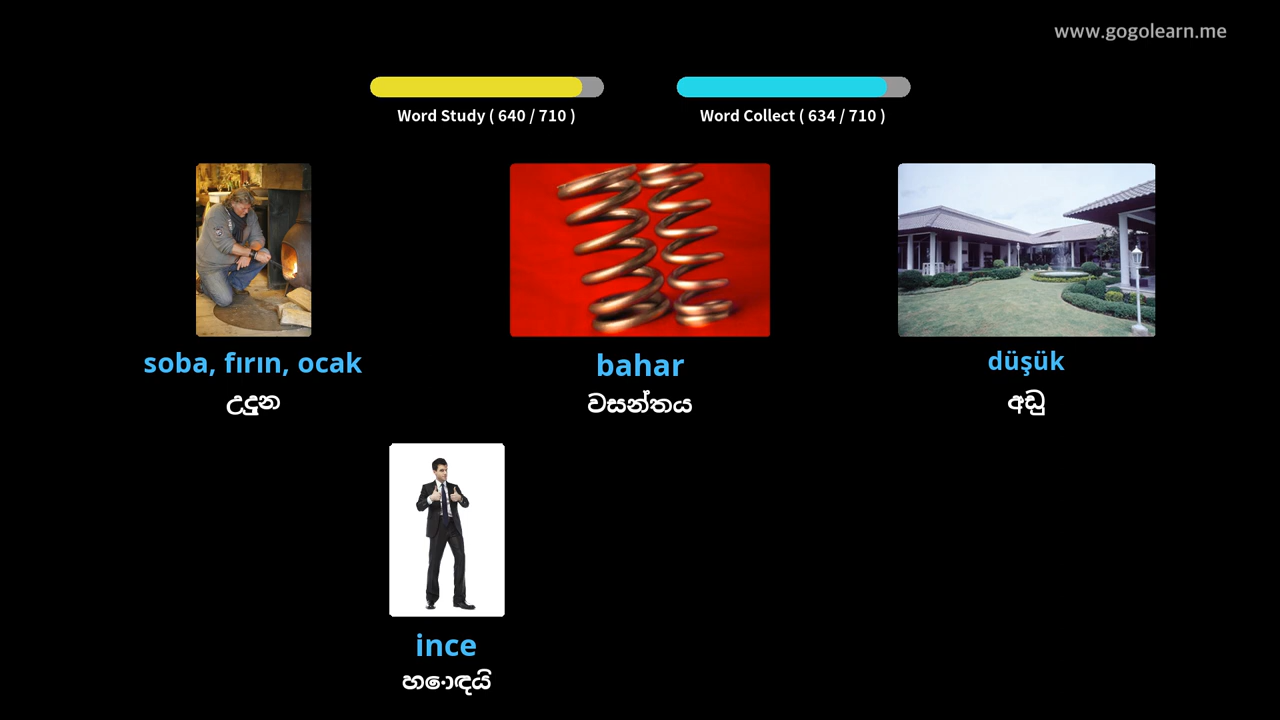 www.gogolearn.me
Word Study ( 640 / 710 )
Word Collect ( 634 / 710 )
soba, fırın, ocak
උදුන
bahar
වසන්තය
düşük
අඩු
ince
හොඳයි